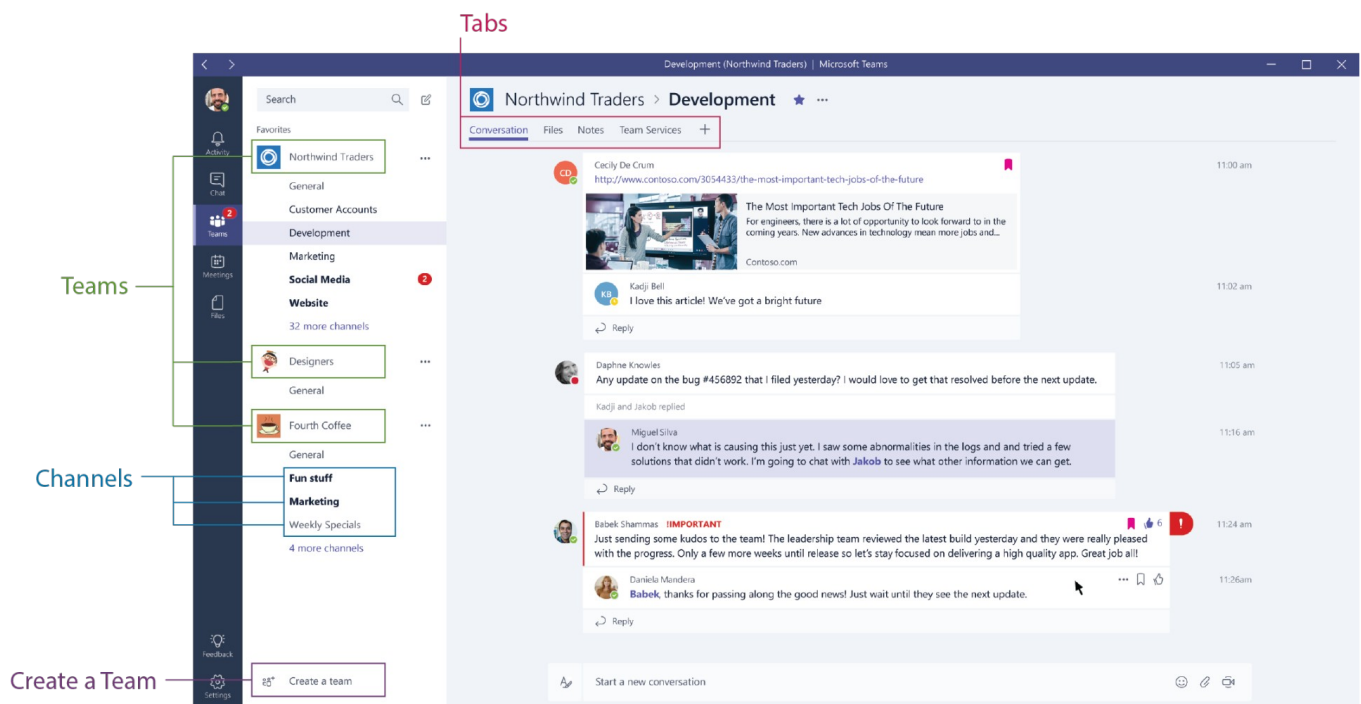 Tabs
Development (Northwind Traders) | Microsoft Teams
Search
Northwind Traders > Development
Favorites
Conversation Files Notes Team Services +
Activity
Chat
2
Teams
Meetings
Files
Feedback
Settings
Teams
Channels
Create a Team
Northwind Traders
General
Customer Accounts
Development
Marketing
Social Media 2
Website
32 more channels
Designers
General
Fourth Coffee
General
Fun stuff
Marketing
Weekly Specials
4 more channels
Create a team
CD
Cecily De Crum 11:00 am
http://www.contoso.com/3054433/the-most-important-tech-jobs-of-the-future
The Most Important Tech Jobs Of The Future
For engineers, there is a lot of opportunity to look forward to in the
coming years. New advances in technology mean more jobs and...
Contoso.com
KB
Kadji Bell 11:02 am
I love this article! We've got a bright future
Reply
Daphne Knowles 11:05 am
Any update on the bug #456892 that I filed yesterday? I would love to get that resolved before the next update.
Kadji and Jakob replied
Miguel Silva 11:16 am
I don't know what is causing this just yet. I saw some abnormalities in the logs and and tried a few
solutions that didn't work. I'm going to chat with Jakob to see what other information we can get.
Reply
Babek Shammas !IMPORTANT 6 ! 11:24 am
Just sending some kudos to the team! The leadership team reviewed the latest build yesterday and they were really pleased
with the progress. Only a few more weeks until release so let's stay focused on delivering a high quality app. Great job all!
Daniela Mandera 11:26am
Babek, thanks for passing along the good news! Just wait until they see the next update.
Reply
Start a new conversation